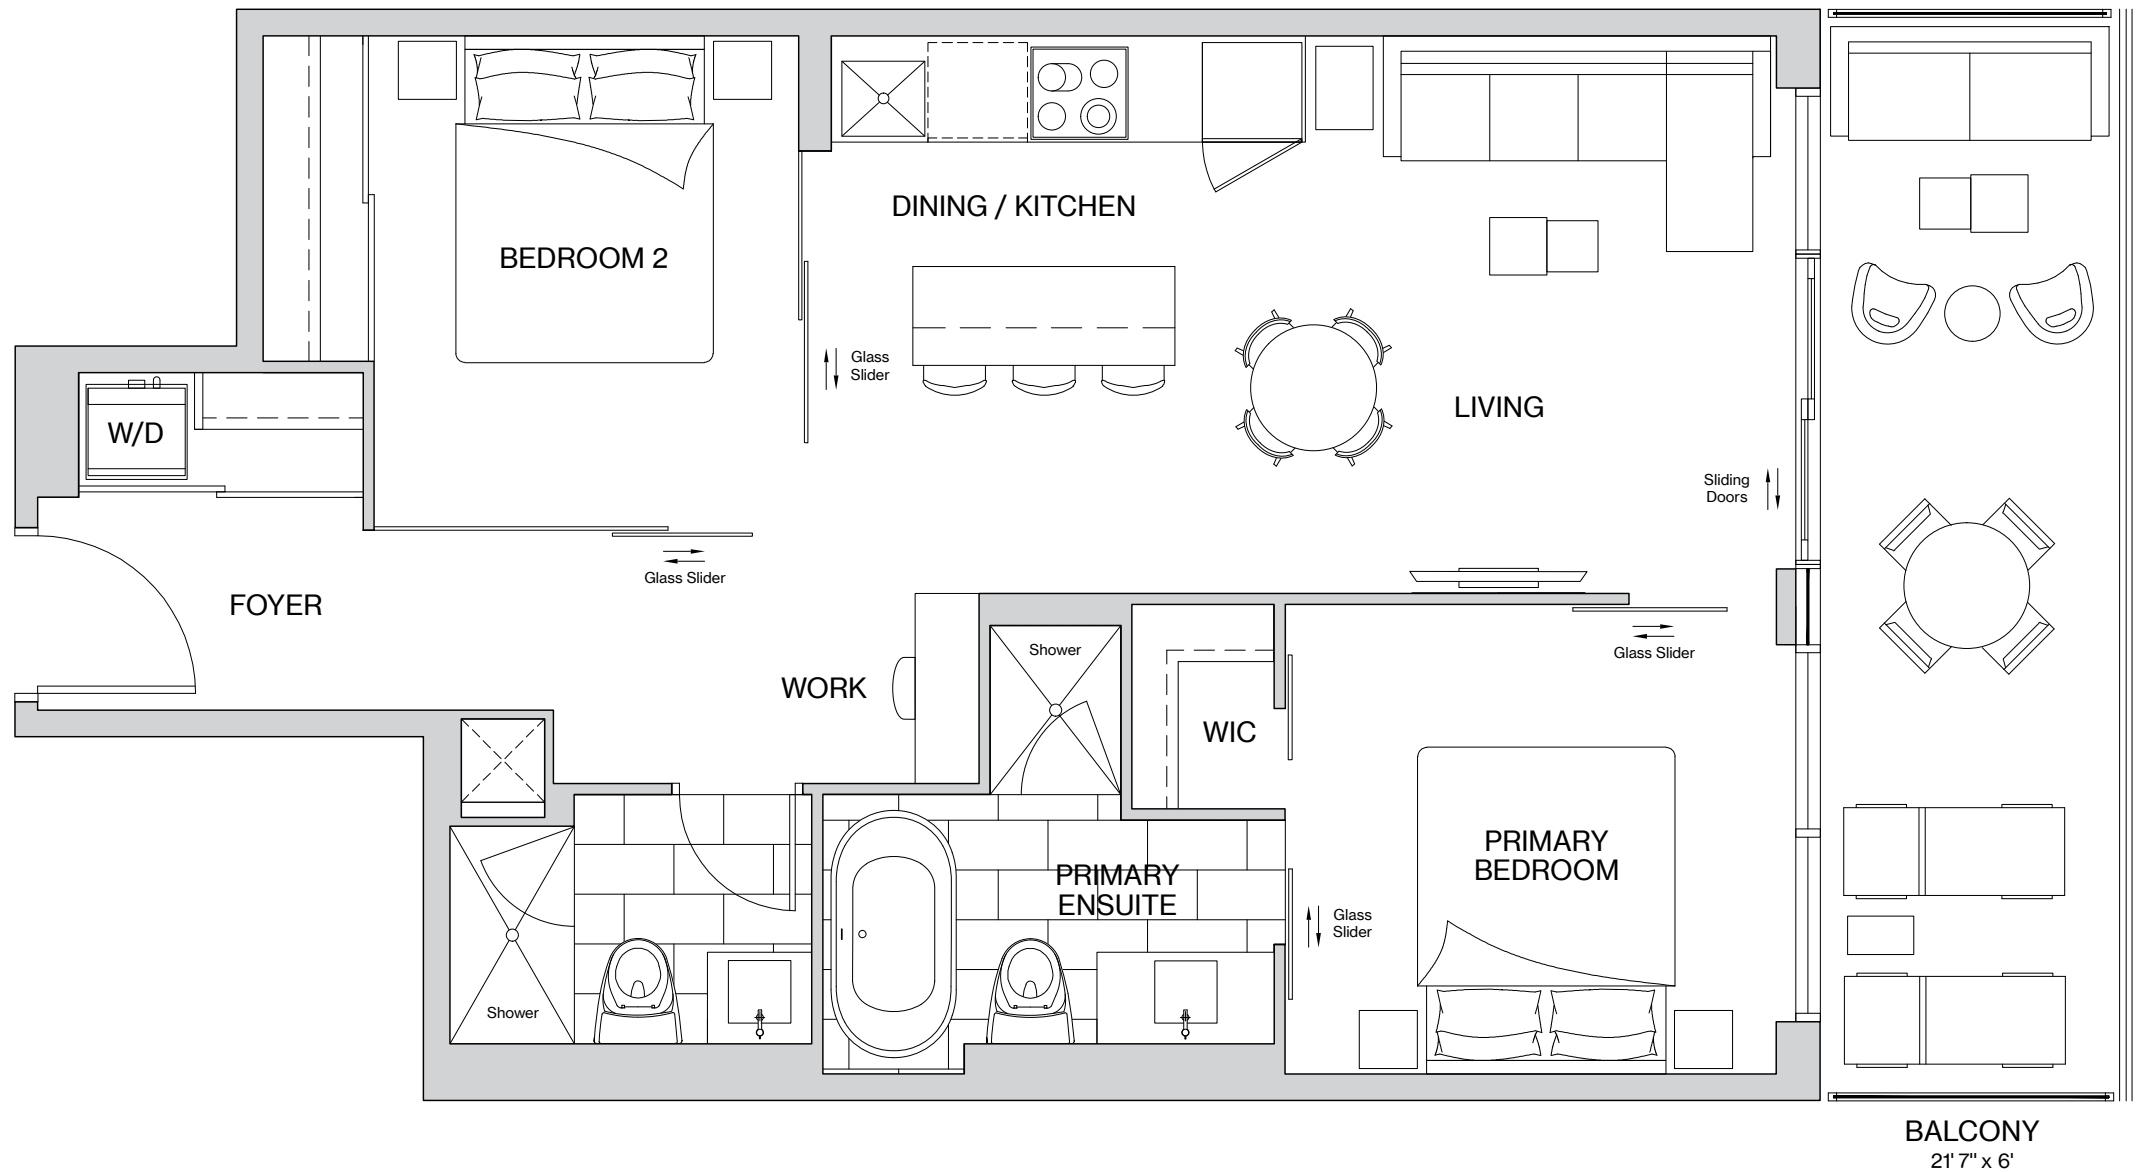 BEDROOM 2
DINING / KITCHEN
Glass
Slider
LIVING
W/D
Sliding
Doors
Glass Slider
FOYER
Shower
Glass Slider
WORK
WIC
PRIMARY
BEDROOM
PRIMARY
ENSUITE
Glass
Slider
Shower
BALCONY
21' 7" x 6'